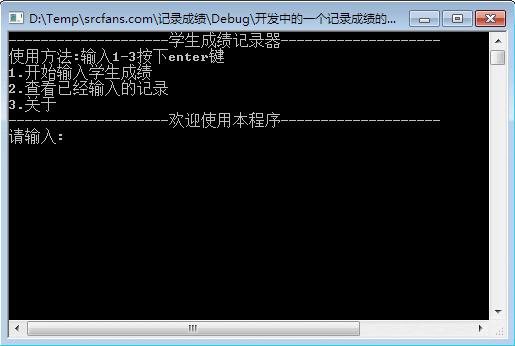 D:\Temp\srcfans.com\记录成绩\Debug\开发中的一个记录成绩的...
--------------------学生成绩记录器--------------------
使用方法:输入1-3按下enter键
1.开始输入学生成绩
2.查看已经输入的记录
3.关于
--------------------欢迎使用本程序--------------------
请输入: